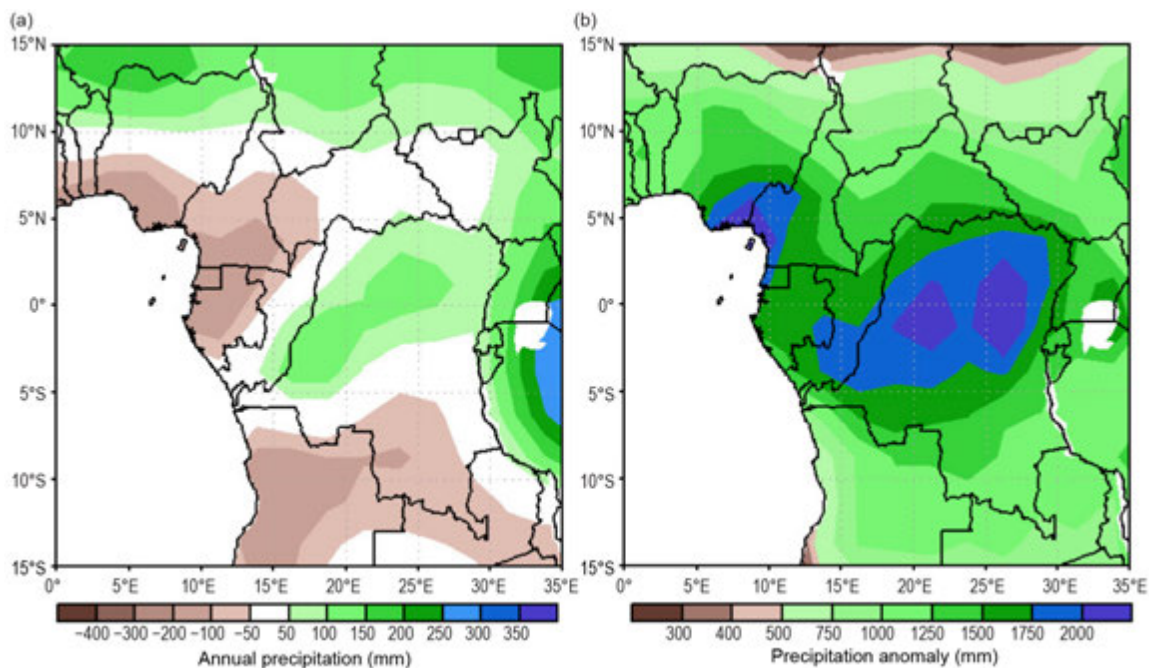 (a)
(b)
15°N
10°N
5°N
0°
5°S
10°S
15°S
0°
5°E
10°E
15°E
20°E
25°E
30°E
35°E
−400 −300 −200 −100 −50 50 100 150 200 250 300 350
Annual precipitation (mm)
15°N
10°N
5°N
0°
5°S
10°S
15°S
0°
5°E
10°E
15°E
20°E
25°E
30°E
35°E
300 400 500 750 1000 1250 1500 1750 2000
Precipitation anomaly (mm)